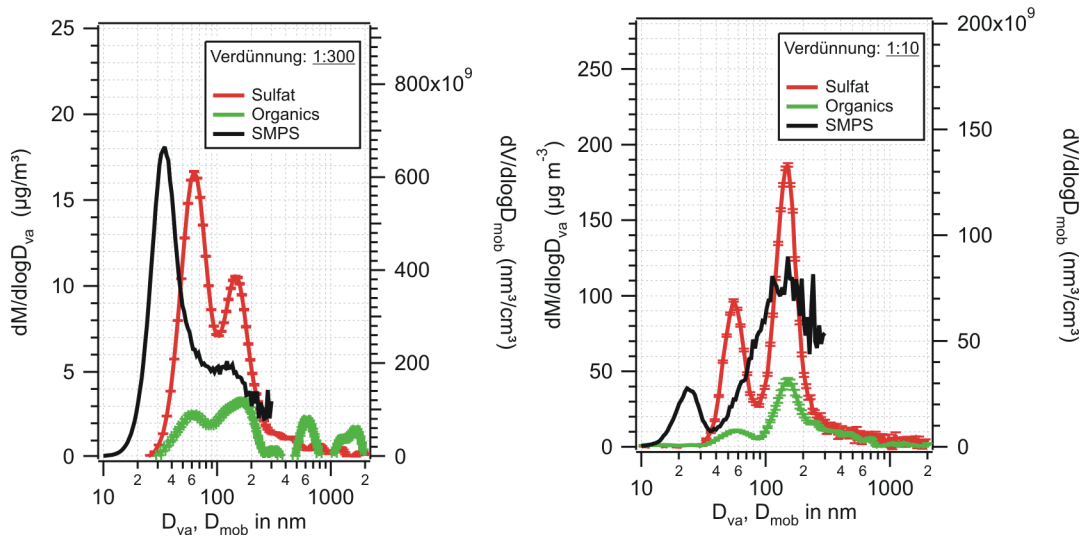 25
20
15
10
5
0
dM/dlogD_va (µg/m³)
Verdünnung: 1:300
Sulfat
Organics
SMPS
800x10⁹
600
400
200
0
dV/dlogD_mob (nm³/cm³)
10
2
4
6
100
2
4
6
1000
2
D_va, D_mob in nm
250
200
150
100
50
0
dM/dlogD_va (µg m⁻³)
Verdünnung: 1:10
Sulfat
Organics
SMPS
200x10⁹
150
100
50
0
dV/dlogD_mob (nm³/cm³)
10
2
4
6
100
2
4
6
1000
2
D_va, D_mob in nm